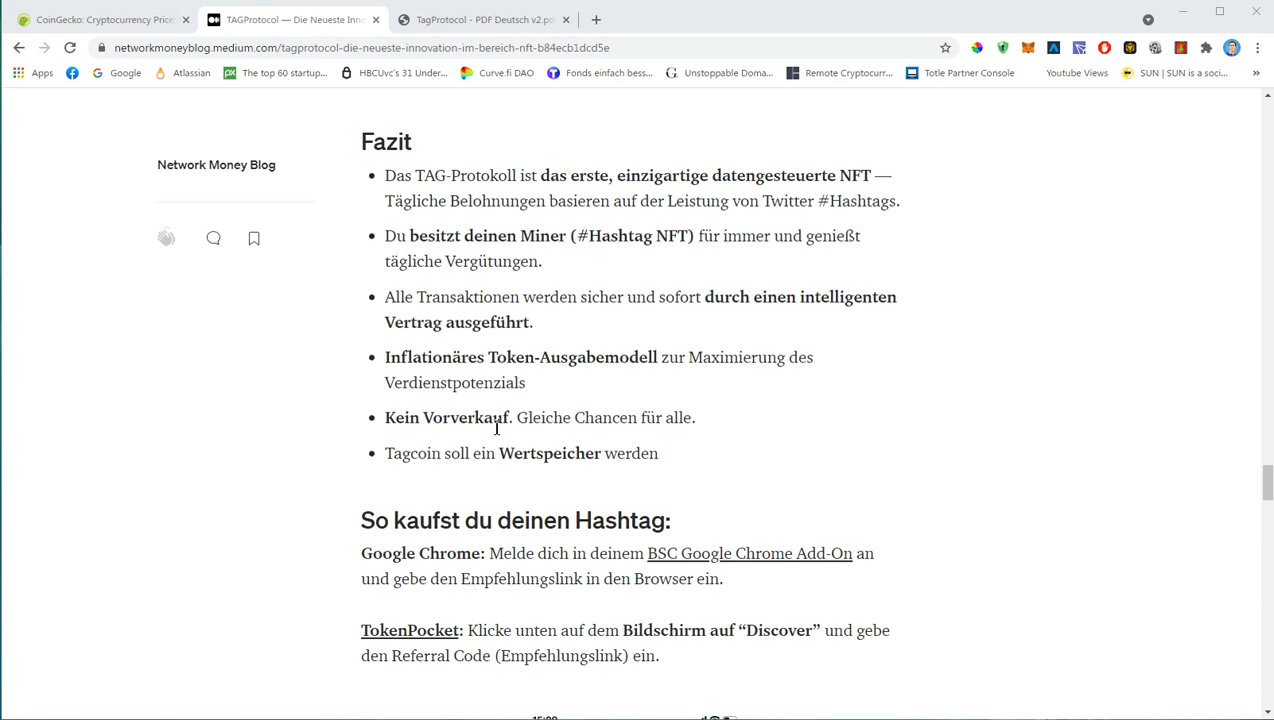 CoinGecko: Cryptocurrency Price
TAGProtocol — Die Neueste Inn
TagProtocol - PDF Deutsch v2.pd
networkmoneyblog.medium.com/tagprotocol-die-neueste-innovation-im-bereich-nft-b84ecb1dcd5e
Apps
Google
Atlassian
The top 60 startup...
HBCUvc's 31 Under...
Curve.fi DAO
Fonds einfach bess...
Unstoppable Doma...
Remote Cryptocurr...
Totle Partner Console
Youtube Views
SUN | SUN is a soci...
»
Network Money Blog
Fazit
• Das TAG-Protokoll ist das erste, einzigartige datengesteuerte NFT —
Tägliche Belohnungen basieren auf der Leistung von Twitter #Hashtags.
• Du besitzt deinen Miner (#Hashtag NFT) für immer und genießt
tägliche Vergütungen.
• Alle Transaktionen werden sicher und sofort durch einen intelligenten
Vertrag ausgeführt.
• Inflationäres Token-Ausgabemodell zur Maximierung des
Verdienstpotenzials
• Kein Vorverkauf. Gleiche Chancen für alle.
• Tagcoin soll ein Wertspeicher werden
So kaufst du deinen Hashtag:
Google Chrome: Melde dich in deinem BSC Google Chrome Add-On an
und gebe den Empfehlungslink in den Browser ein.
TokenPocket: Klicke unten auf dem Bildschirm auf “Discover” und gebe
den Referral Code (Empfehlungslink) ein.